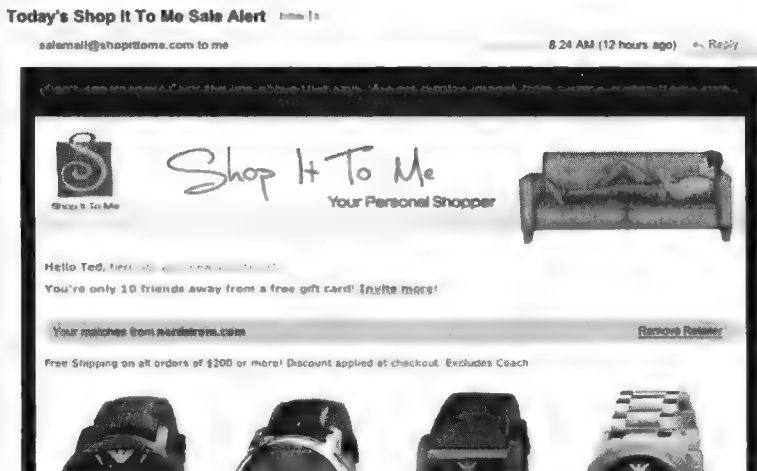 Today's Shop It To Me Sale Alert
salemail@shopittome.com to me 8:24 AM (12 hours ago) Reply
Shop It To Me
Shop It To Me
Your Personal Shopper
Hello Ted,
You're only 10 friends away from a free gift card! Invite more!
Your matches from nordstrom.com Remove Retailer
Free Shipping on all orders of $200 or more! Discount applied at checkout. Excludes Coach